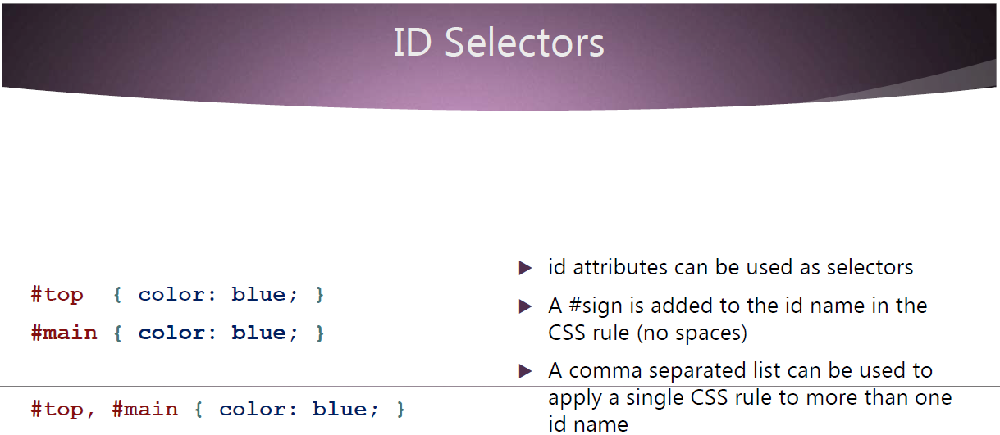 ID Selectors
#top { color: blue; }
#main { color: blue; }
#top, #main { color: blue; }
► id attributes can be used as selectors
► A #sign is added to the id name in the
CSS rule (no spaces)
► A comma separated list can be used to
apply a single CSS rule to more than one
id name